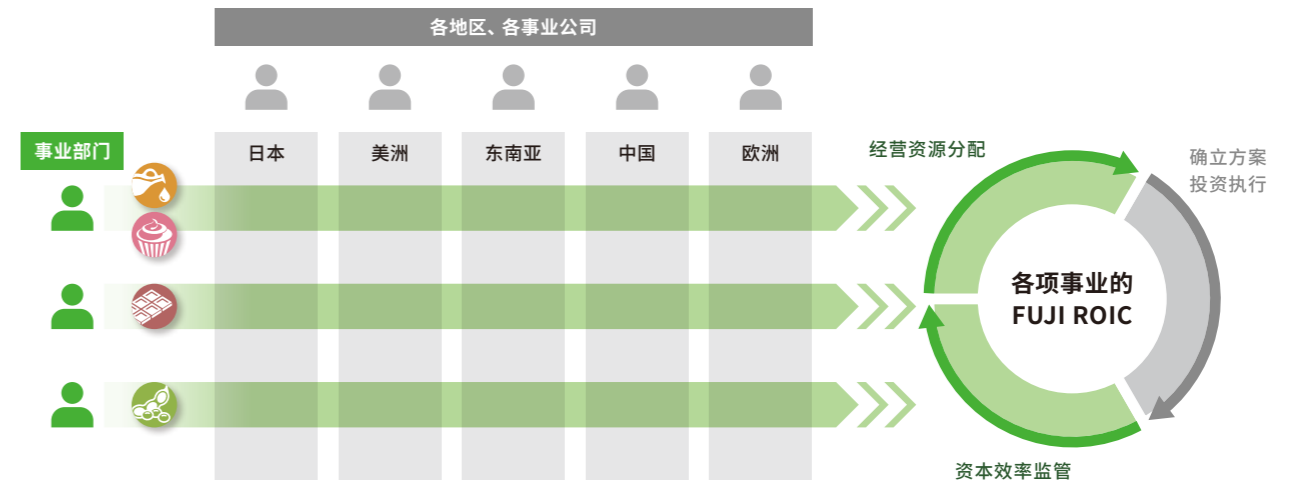 各地区、各事业公司
事业部门
日本
美洲
东南亚
中国
欧洲
经营资源分配
确立方案
投资执行
各项事业的
FUJI ROIC
资本效率监管